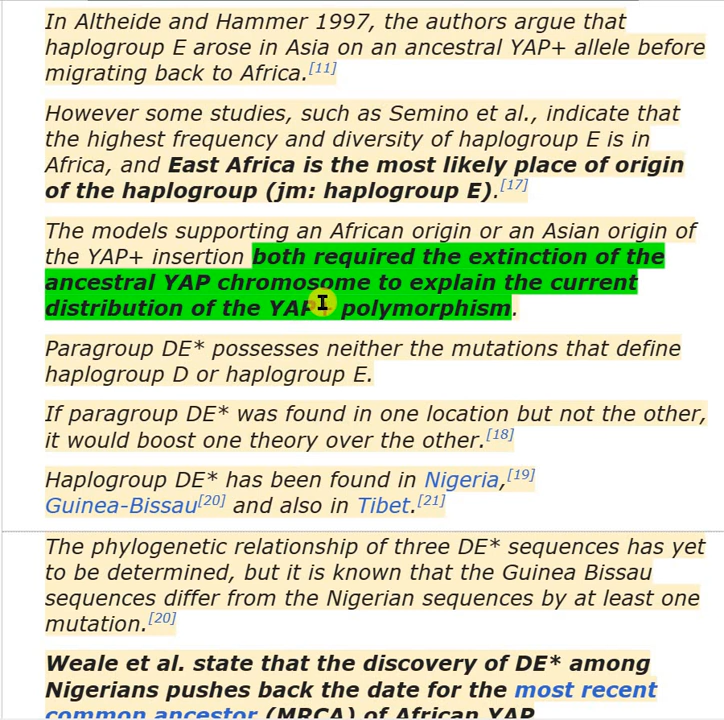 In Altheide and Hammer 1997, the authors argue that
haplogroup E arose in Asia on an ancestral YAP+ allele before
migrating back to Africa.[11]
However some studies, such as Semino et al., indicate that
the highest frequency and diversity of haplogroup E is in
Africa, and East Africa is the most likely place of origin
of the haplogroup (jm: haplogroup E).[17]
The models supporting an African origin or an Asian origin of
the YAP+ insertion both required the extinction of the
ancestral YAP chromosome to explain the current
distribution of the YAP polymorphism.
Paragroup DE* possesses neither the mutations that define
haplogroup D or haplogroup E.
If paragroup DE* was found in one location but not the other,
it would boost one theory over the other.[18]
Haplogroup DE* has been found in Nigeria,[19]
Guinea-Bissau[20] and also in Tibet.[21]
The phylogenetic relationship of three DE* sequences has yet
to be determined, but it is known that the Guinea Bissau
sequences differ from the Nigerian sequences by at least one
mutation.[20]
Weale et al. state that the discovery of DE* among
Nigerians pushes back the date for the most recent
common ancestor (MRCA) of African YAP